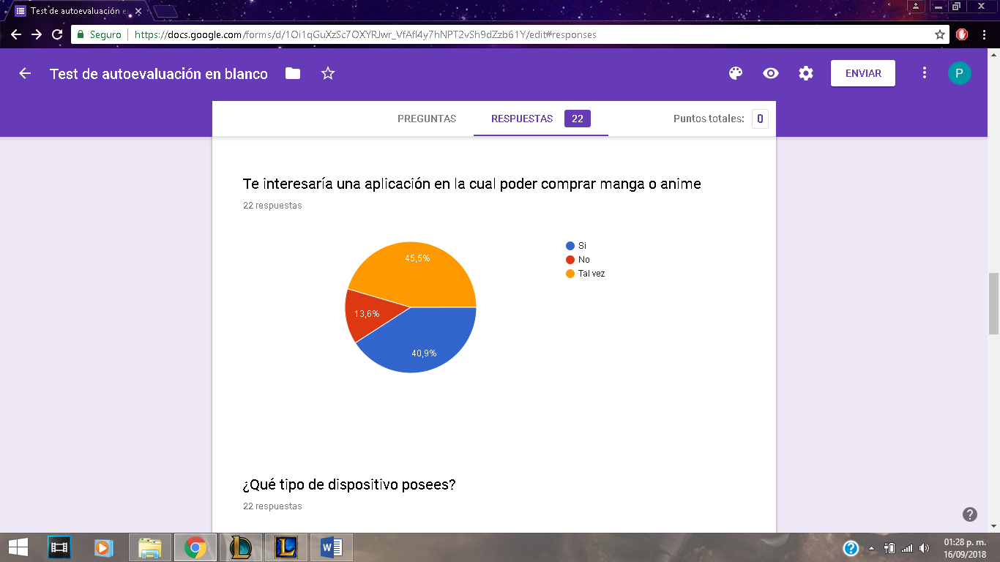 Test de autoevaluación e
Seguro
https://docs.google.com/forms/d/1Oi1qGuXzSc7OXYRJwr_VfAfl4y7hNPT2vSh9dZzb61Y/edit#responses
Test de autoevaluación en blanco
ENVIAR
P
PREGUNTAS
RESPUESTAS 22
Puntos totales: 0
Te interesaría una aplicación en la cual poder comprar manga o anime
22 respuestas
45,5%
13,6%
40,9%
Si
No
Tal vez
¿Qué tipo de dispositivo posees?
22 respuestas
01:28 p. m.
16/09/2018